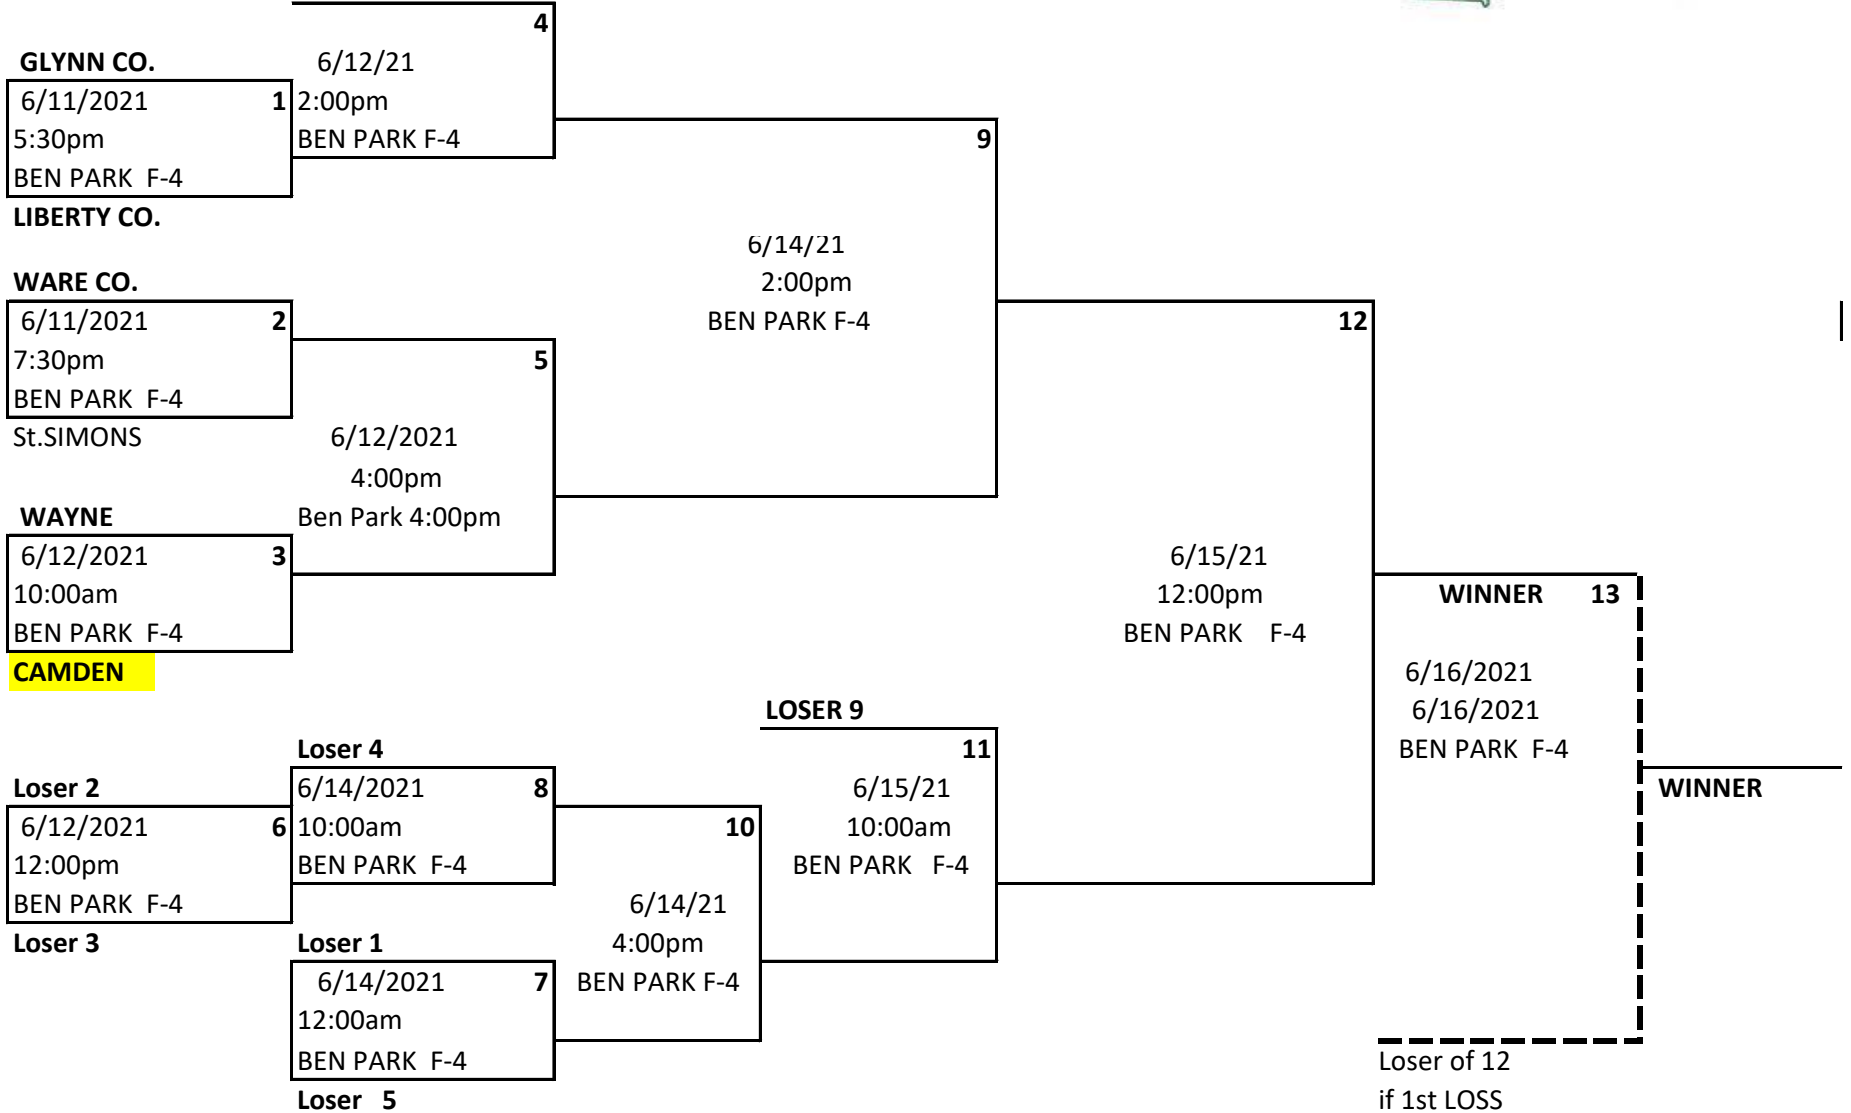 4
GLYNN CO.
6/12/21
6/11/2021 1
2:00pm
5:30pm
BEN PARK F-4
9
BEN PARK F-4
LIBERTY CO.
6/14/21
WARE CO.
2:00pm
6/11/2021 2
BEN PARK F-4
12
7:30pm
5
BEN PARK F-4
St.SIMONS
6/12/2021
4:00pm
WAYNE
Ben Park 4:00pm
6/12/2021 3
6/15/21
10:00am
12:00pm
WINNER 13
BEN PARK F-4
BEN PARK F-4
CAMDEN
6/16/2021
LOSER 9
6/16/2021
Loser 4
11
BEN PARK F-4
Loser 2
6/14/2021 8
6/15/21
WINNER
6/12/2021 6
10:00am
10
10:00am
12:00pm
BEN PARK F-4
BEN PARK F-4
BEN PARK F-4
6/14/21
Loser 3
Loser 1
4:00pm
6/14/2021 7
BEN PARK F-4
12:00am
BEN PARK F-4
Loser of 12
Loser 5
if 1st LOSS